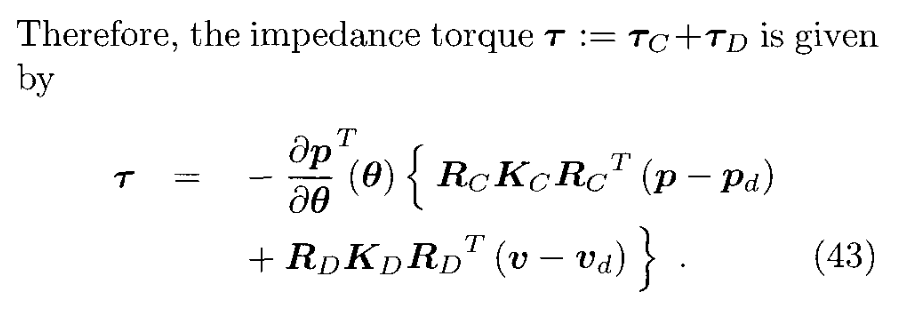 Therefore, the impedance torque τ := τ_C+τ_D is given
by
τ = − ∂p/∂θ^T (θ) { R_C K_C R_C^T (p − p_d)
+ R_D K_D R_D^T (v − v_d) } . (43)